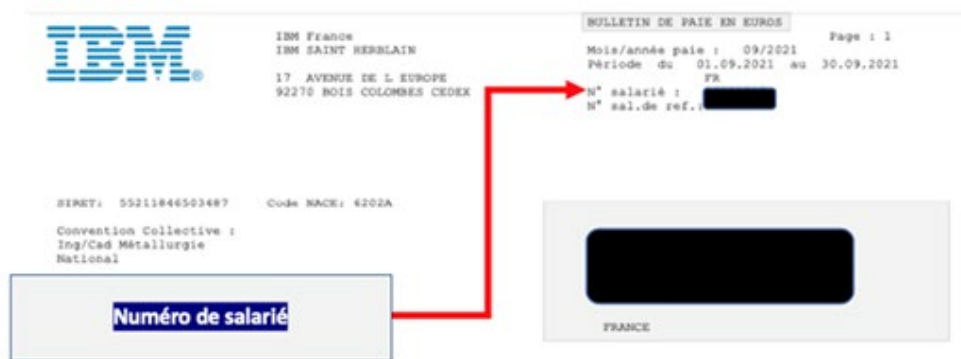 IBM®
IBM France
IBM SAINT HERBLAIN
17 AVENUE DE L EUROPE
92270 BOIS COLOMBES CEDEX
BULLETIN DE PAIE EN EUROS
Page : 1
Mois/année paie : 09/2021
Période du 01.09.2021 au 30.09.2021
FR
N° salarié :
N° sal.de ref.:
SIRET: 55211846503487 Code NACE: 6202A
Convention Collective :
Ing/Cad Métallurgie
National
Numéro de salarié
FRANCE